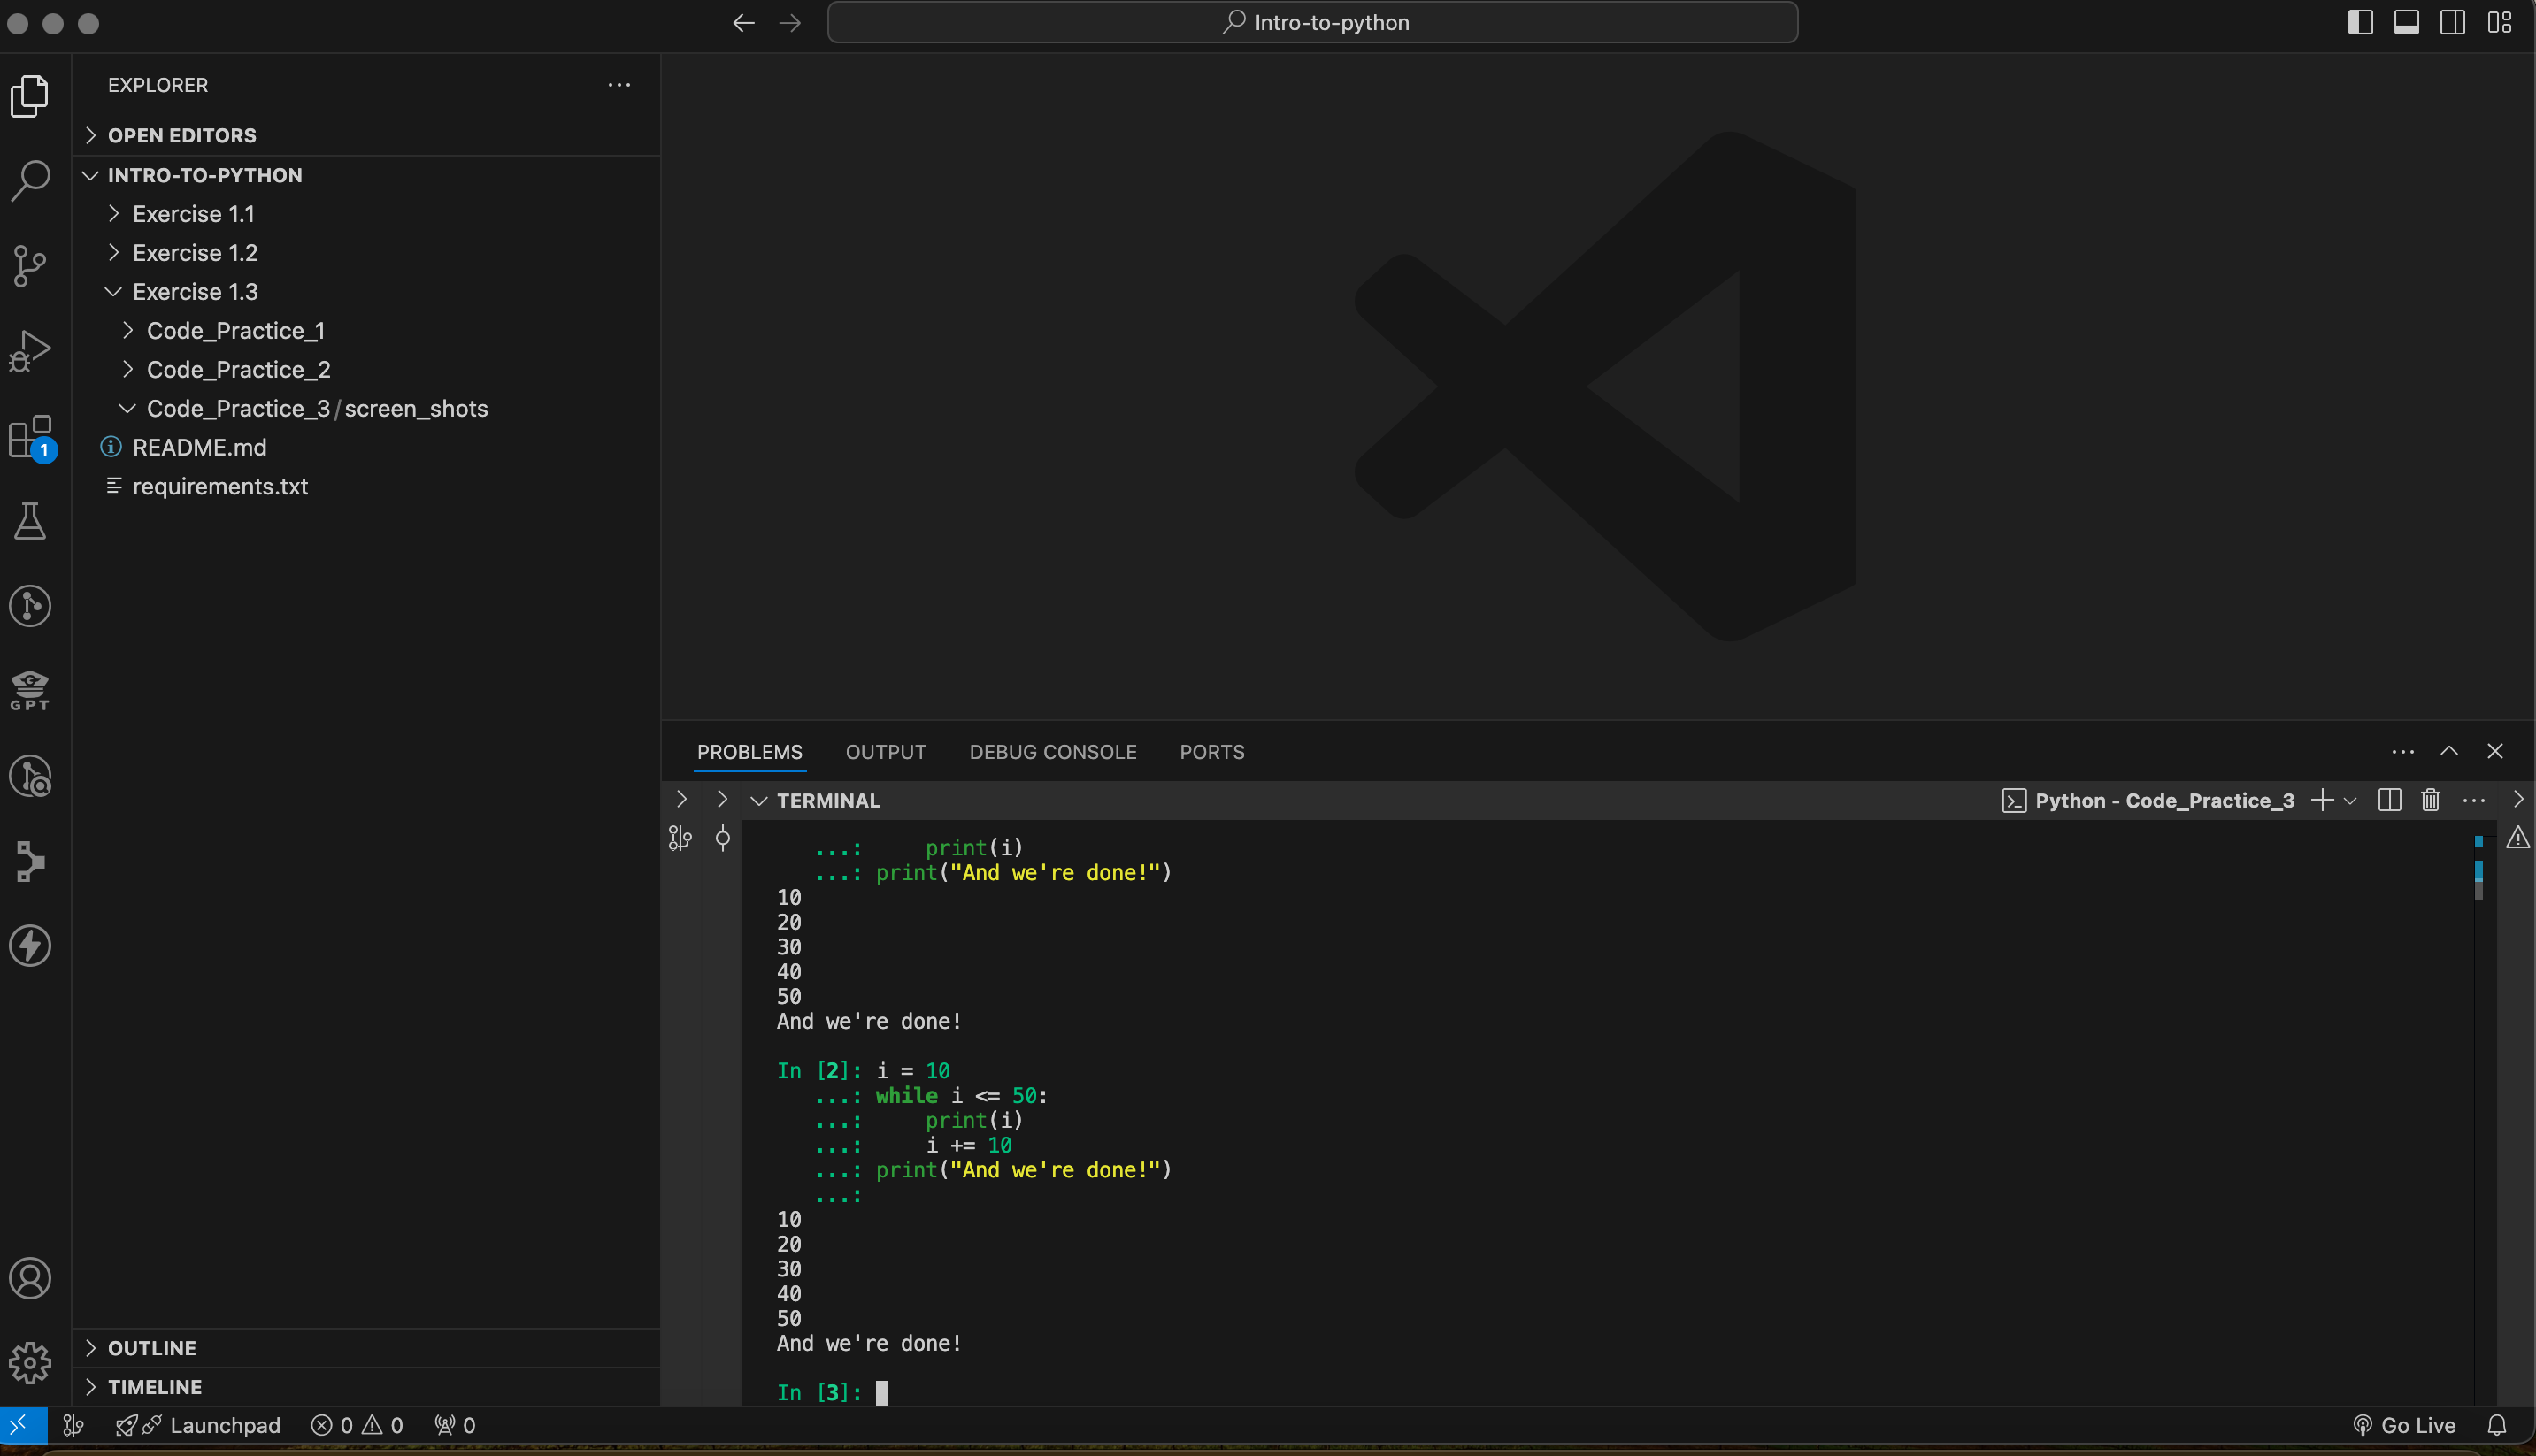 Intro-to-python
EXPLORER
OPEN EDITORS
INTRO-TO-PYTHON
Exercise 1.1
Exercise 1.2
Exercise 1.3
Code_Practice_1
Code_Practice_2
Code_Practice_3/screen_shots
README.md
requirements.txt
1
GPT
OUTLINE
TIMELINE
PROBLEMS OUTPUT DEBUG CONSOLE PORTS
TERMINAL
Python - Code_Practice_3
...:     print(i)
...: print("And we're done!")
10
20
30
40
50
And we're done!
In [2]: i = 10
...: while i <= 50:
...:     print(i)
...:     i += 10
...: print("And we're done!")
...:
10
20
30
40
50
And we're done!
In [3]:
Launchpad 0 0 0 Go Live